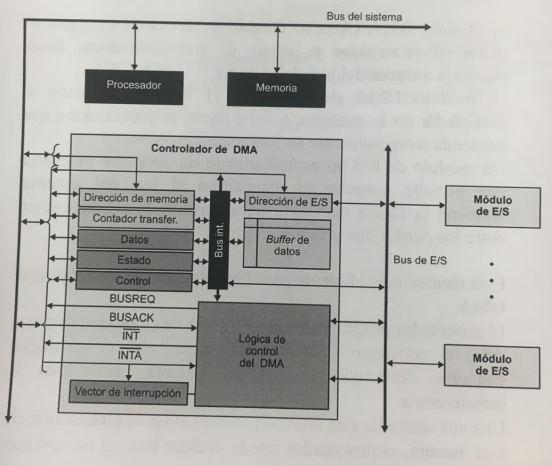 Bus del sistema
Procesador
Memoria
Controlador de DMA
Dirección de memoria
Contador transfer.
Datos
Estado
Control
Bus int.
Dirección de E/S
Buffer de
datos
Módulo
de E/S
Bus de E/S
BUSREQ
BUSACK
INT
INTA
Lógica de
control
del DMA
Vector de interrupción
Módulo
de E/S